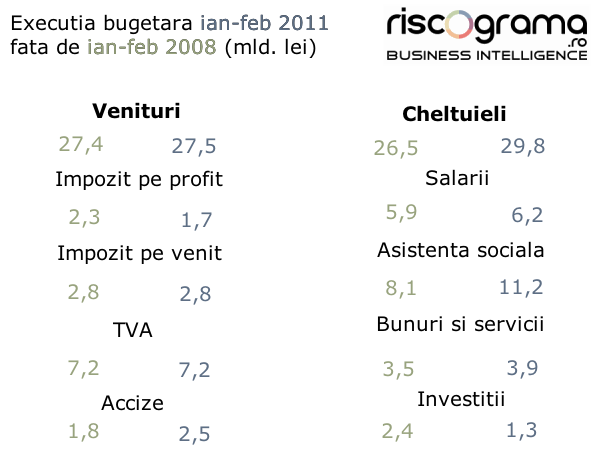 Executia bugetara ian-feb 2011
fata de ian-feb 2008 (mld. lei)
riscograma
.ro
BUSINESS INTELLIGENCE
Venituri
27,4 27,5
Impozit pe profit
2,3 1,7
Impozit pe venit
2,8 2,8
TVA
7,2 7,2
Accize
1,8 2,5
Cheltuieli
26,5 29,8
Salarii
5,9 6,2
Asistenta sociala
8,1 11,2
Bunuri si servicii
3,5 3,9
Investitii
2,4 1,3